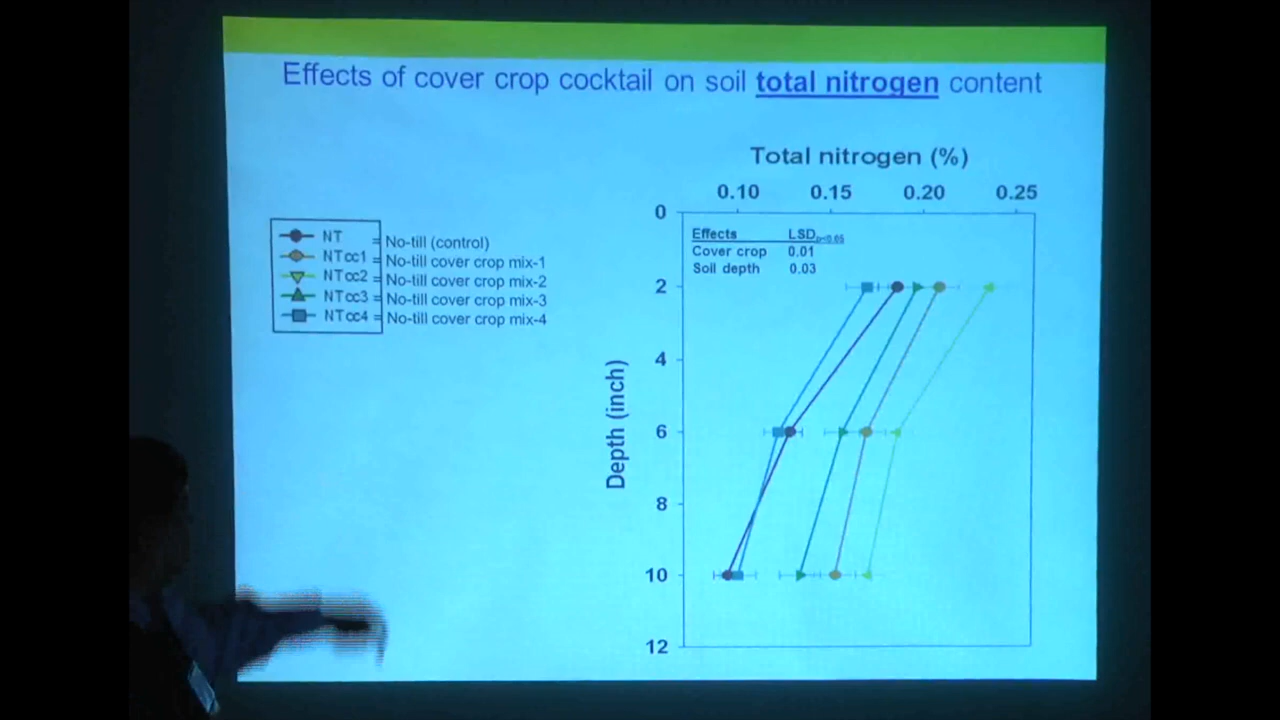 Effects of cover crop cocktail on soil total nitrogen content
Total nitrogen (%)
0.10 0.15 0.20 0.25
0
2
4
6
8
10
12
Depth (inch)
Effects LSDp<0.05
Cover crop 0.01
Soil depth 0.03
NT = No-till (control)
NTcc1 = No-till cover crop mix-1
NTcc2 = No-till cover crop mix-2
NTcc3 = No-till cover crop mix-3
NTcc4 = No-till cover crop mix-4